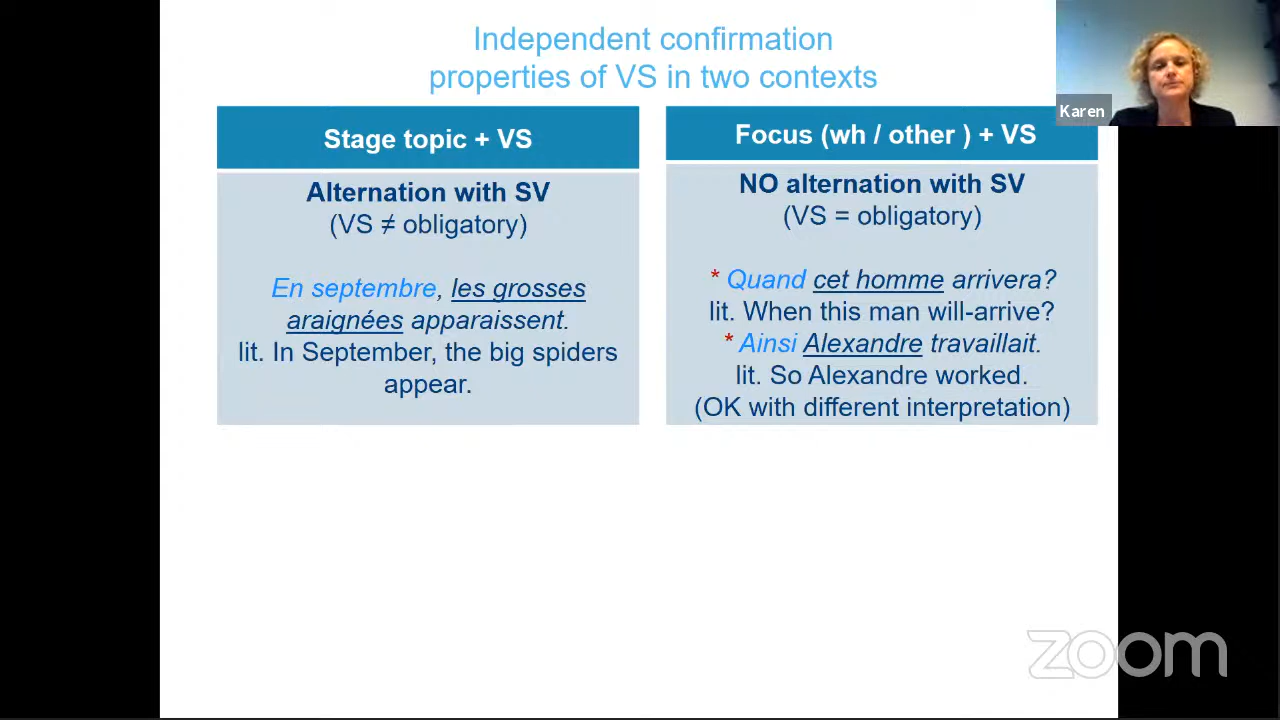 Independent confirmation
properties of VS in two contexts
Karen
Stage topic + VS
Alternation with SV
(VS ≠ obligatory)
En septembre, les grosses
araignées apparaissent.
lit. In September, the big spiders
appear.
Focus (wh / other ) + VS
NO alternation with SV
(VS = obligatory)
* Quand cet homme arrivera?
lit. When this man will-arrive?
* Ainsi Alexandre travaillait.
lit. So Alexandre worked.
(OK with different interpretation)
zoom